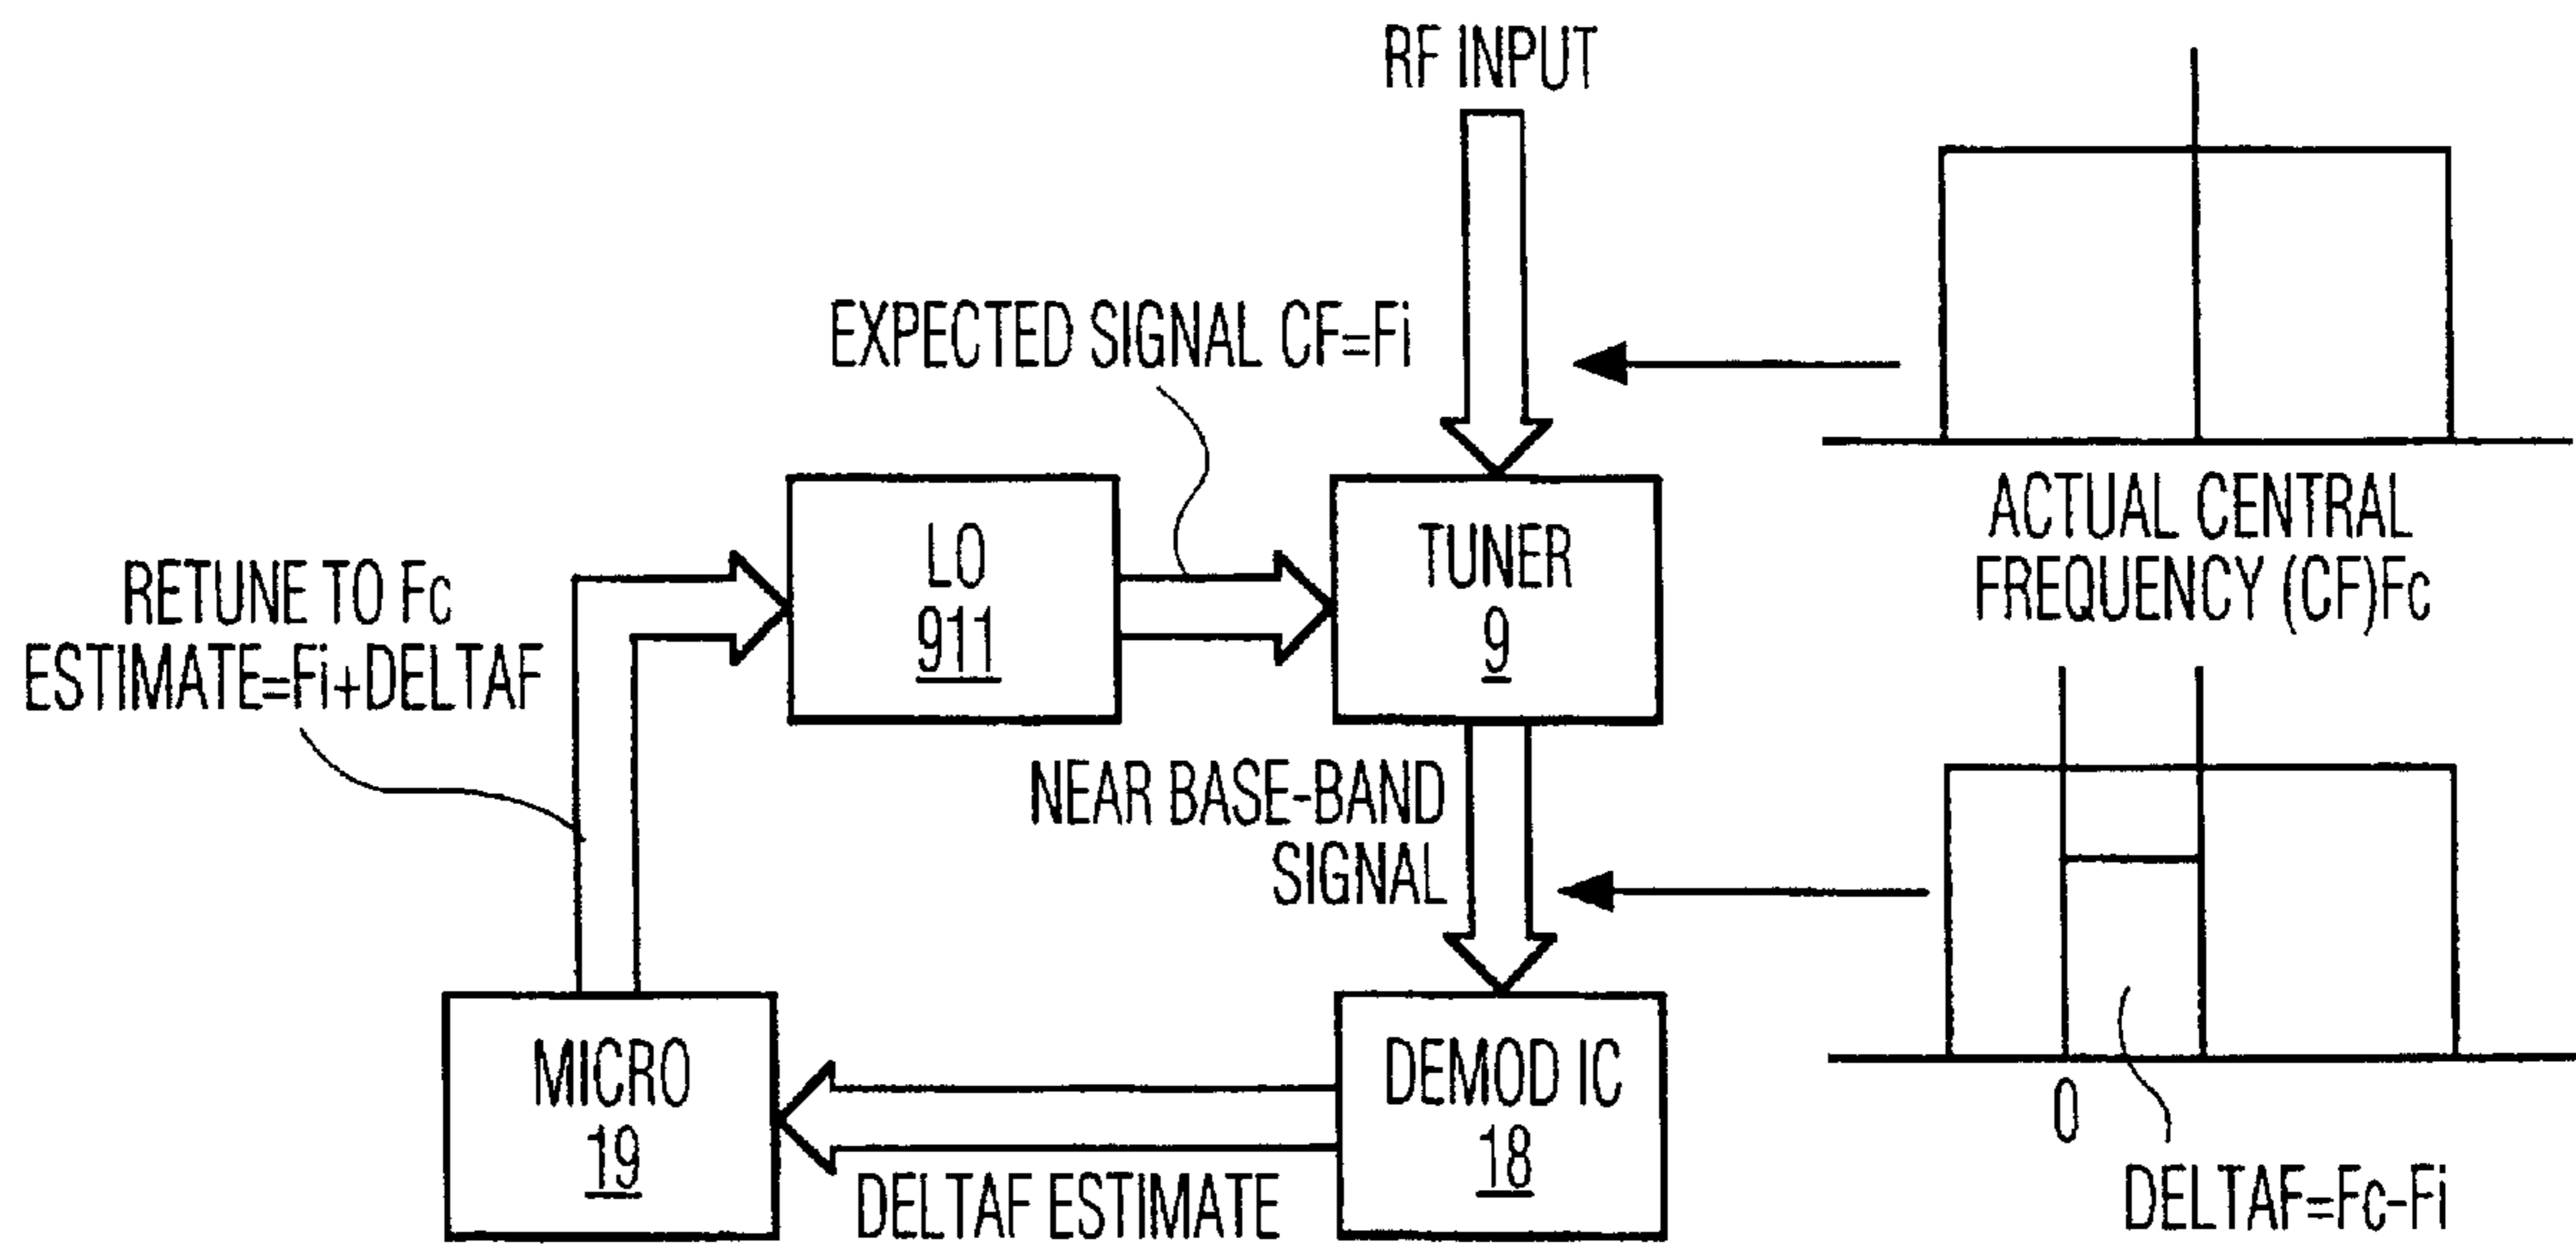 RF INPUT
EXPECTED SIGNAL CF=Fi
LO
911
TUNER
9
ACTUAL CENTRAL
FREQUENCY (CF)Fc
RETUNE TO Fc
ESTIMATE=Fi+DELTAF
NEAR BASE-BAND
SIGNAL
MICRO
19
DEMOD IC
18
DELTAF ESTIMATE
0
DELTAF=Fc-Fi